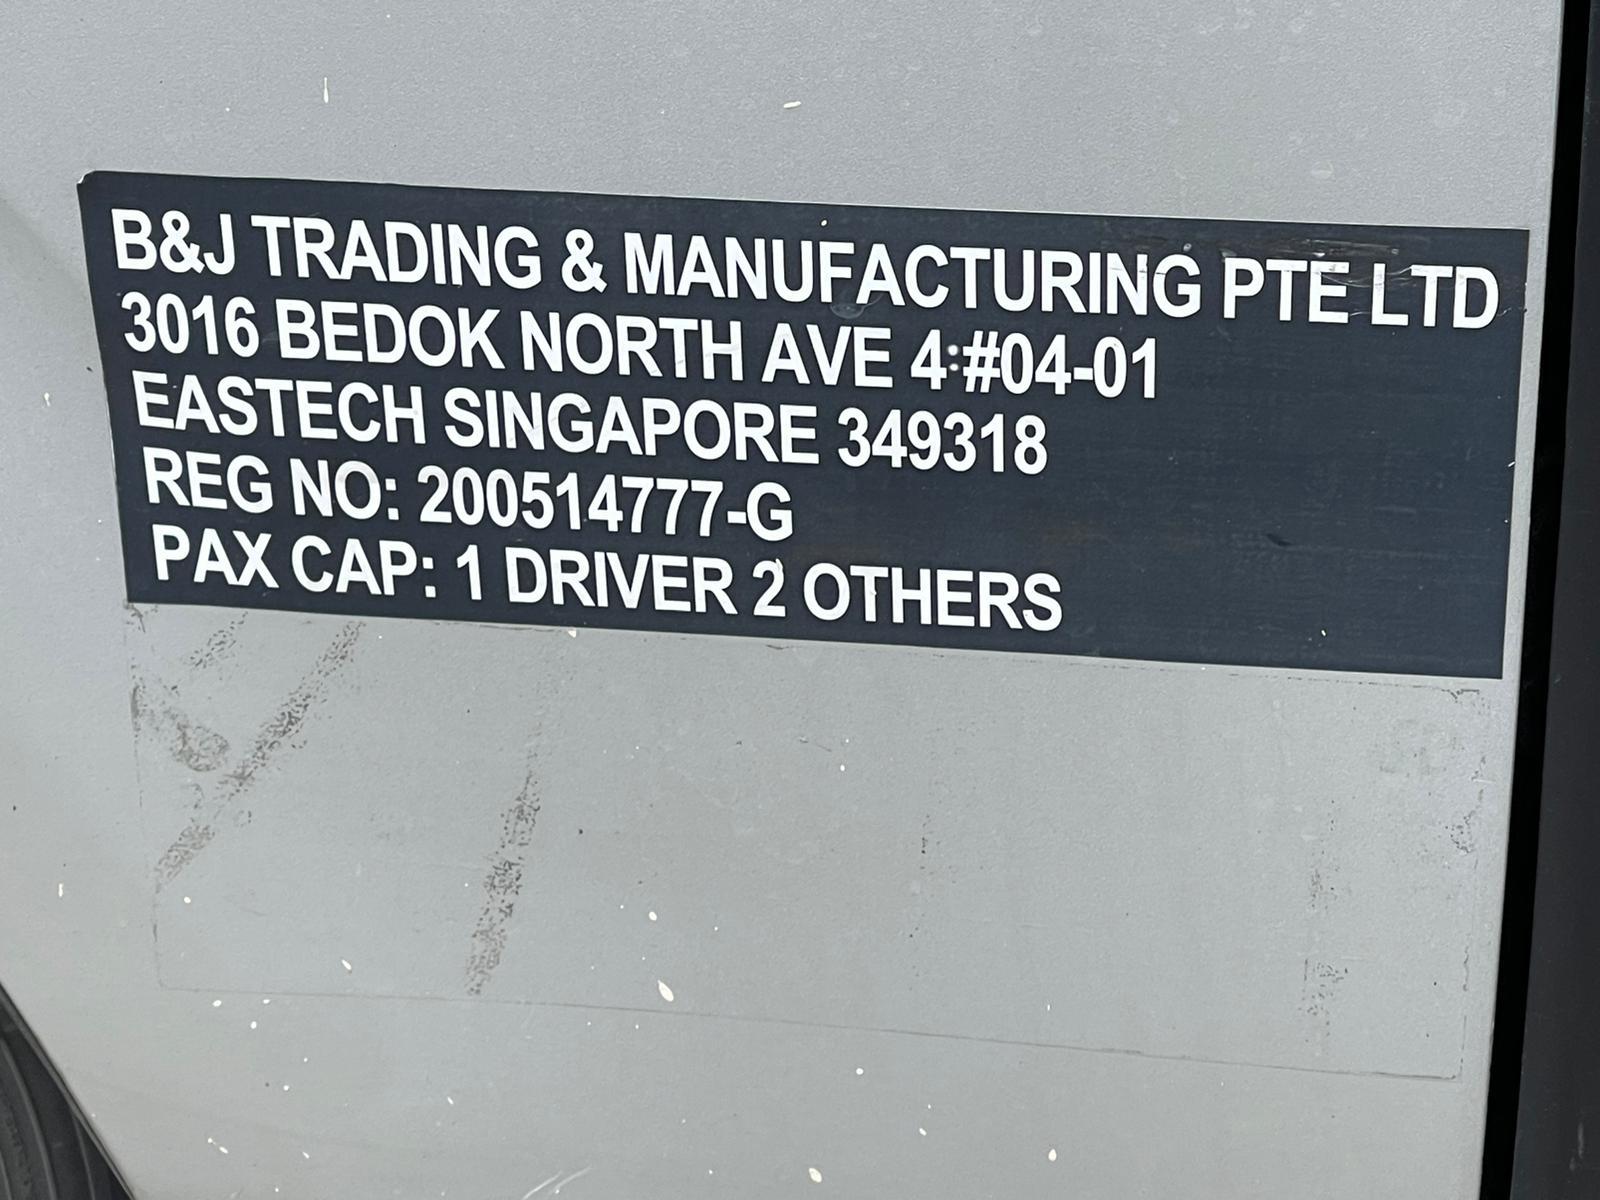 B&J TRADING & MANUFACTURING PTE LTD
3016 BEDOK NORTH AVE 4 #04-01
EASTECH SINGAPORE 349318
REG NO: 200514777-G
PAX CAP: 1 DRIVER 2 OTHERS